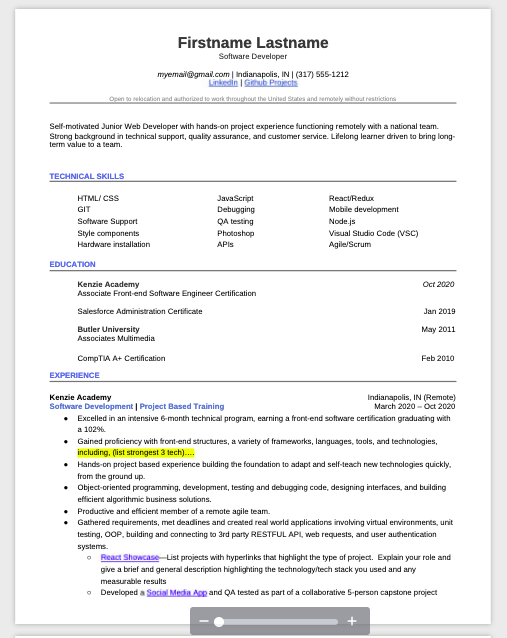 Firstname Lastname
Software Developer
myemail@gmail.com | Indianapolis, IN | (317) 555-1212
LinkedIn | Github Projects
Open to relocation and authorized to work throughout the United States and remotely without restrictions
Self-motivated Junior Web Developer with hands-on project experience functioning remotely with a national team.
Strong background in technical support, quality assurance, and customer service. Lifelong learner driven to bring long-
term value to a team.
TECHNICAL SKILLS
HTML/ CSS JavaScript React/Redux
GIT Debugging Mobile development
Software Support QA testing Node.js
Style components Photoshop Visual Studio Code (VSC)
Hardware installation APIs Agile/Scrum
EDUCATION
Kenzie Academy Oct 2020
Associate Front-end Software Engineer Certification
Salesforce Administration Certificate Jan 2019
Butler University May 2011
Associates Multimedia
CompTIA A+ Certification Feb 2010
EXPERIENCE
Kenzie Academy Indianapolis, IN (Remote)
Software Development | Project Based Training March 2020 – Oct 2020
● Excelled in an intensive 6-month technical program, earning a front-end software certification graduating with
a 102%.
● Gained proficiency with front-end structures, a variety of frameworks, languages, tools, and technologies,
including, (list strongest 3 tech)….
● Hands-on project based experience building the foundation to adapt and self-teach new technologies quickly,
from the ground up.
● Object-oriented programming, development, testing and debugging code, designing interfaces, and building
efficient algorithmic business solutions.
● Productive and efficient member of a remote agile team.
● Gathered requirements, met deadlines and created real world applications involving virtual environments, unit
testing, OOP, building and connecting to 3rd party RESTFUL API, web requests, and user authentication
systems.
○ React Showcase—List projects with hyperlinks that highlight the type of project. Explain your role and
give a brief and general description highlighting the technology/tech stack you used and any
measurable results
○ Developed a Social Media App and QA tested as part of a collaborative 5-person capstone project